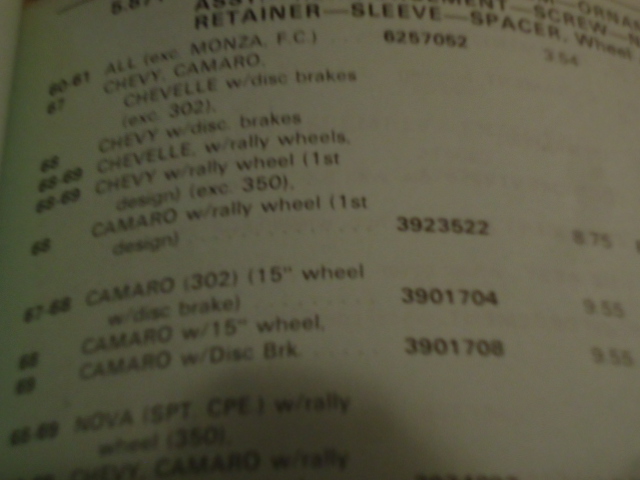 RETAINER—SLEEVE—SPACER, Wheel
60-61 ALL (exc. MONZA, F.C.) 6257052 3.54
67 CHEVY, CAMARO,
CHEVELLE w/disc brakes
(exc. 302),
68 CHEVY w/disc. brakes
68-69 CHEVELLE, w/rally wheels,
68-69 CHEVY w/rally wheel (1st
design) (exc. 350),
68 CAMARO w/rally wheel (1st
design) 3923522 8.75
67-68 CAMARO (302) (15" wheel
w/disc brake) 3901704 9.55
68 CAMARO w/15" wheel,
69 CAMARO w/Disc Brk. 3901708 9.55
68-69 NOVA (SPT. CPE.) w/rally
wheel (350),
CHEVY, CAMARO w/rally